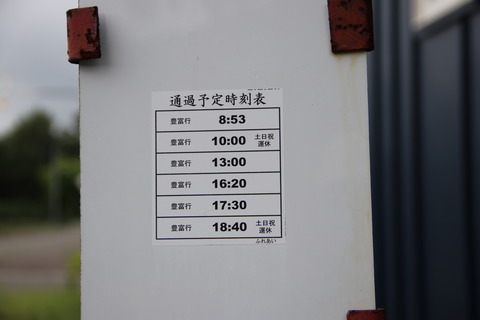 通過予定時刻表
豊富行 8:53
豊富行 10:00 土日祝運休
豊富行 13:00
豊富行 16:20
豊富行 17:30
豊富行 18:40 土日祝運休
ふれあい